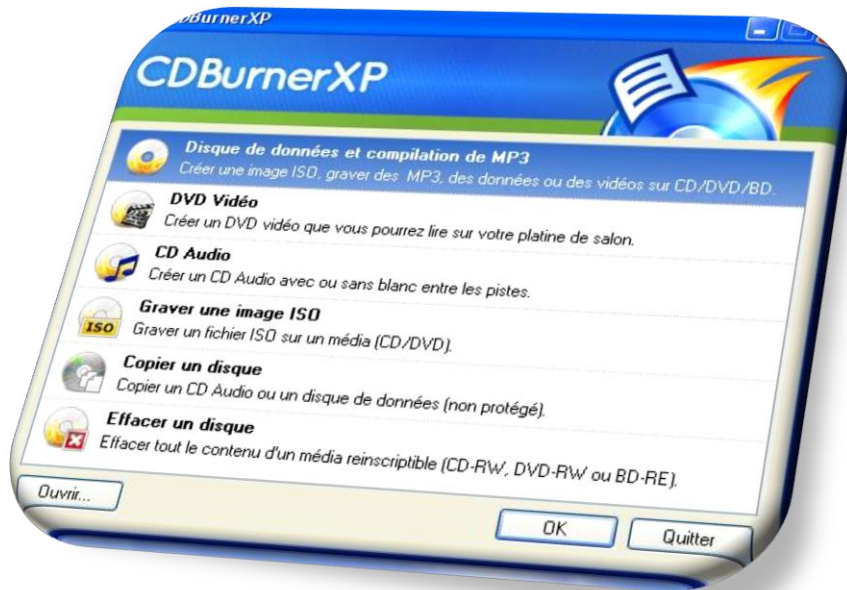 CDBurnerXP
CDBurnerXP
Disque de données et compilation de MP3
Créer une image ISO, graver des MP3, des données ou des vidéos sur CD/DVD/BD.
DVD Vidéo
Créer un DVD vidéo que vous pourrez lire sur votre platine de salon.
CD Audio
Créer un CD Audio avec ou sans blanc entre les pistes.
Graver une image ISO
ISO
Graver un fichier ISO sur un média (CD/DVD).
Copier un disque
Copier un CD Audio ou un disque de données (non protégé).
Effacer un disque
Effacer tout le contenu d'un média reinscriptible (CD-RW, DVD-RW ou BD-RE).
Ouvrir...
OK
Quitter